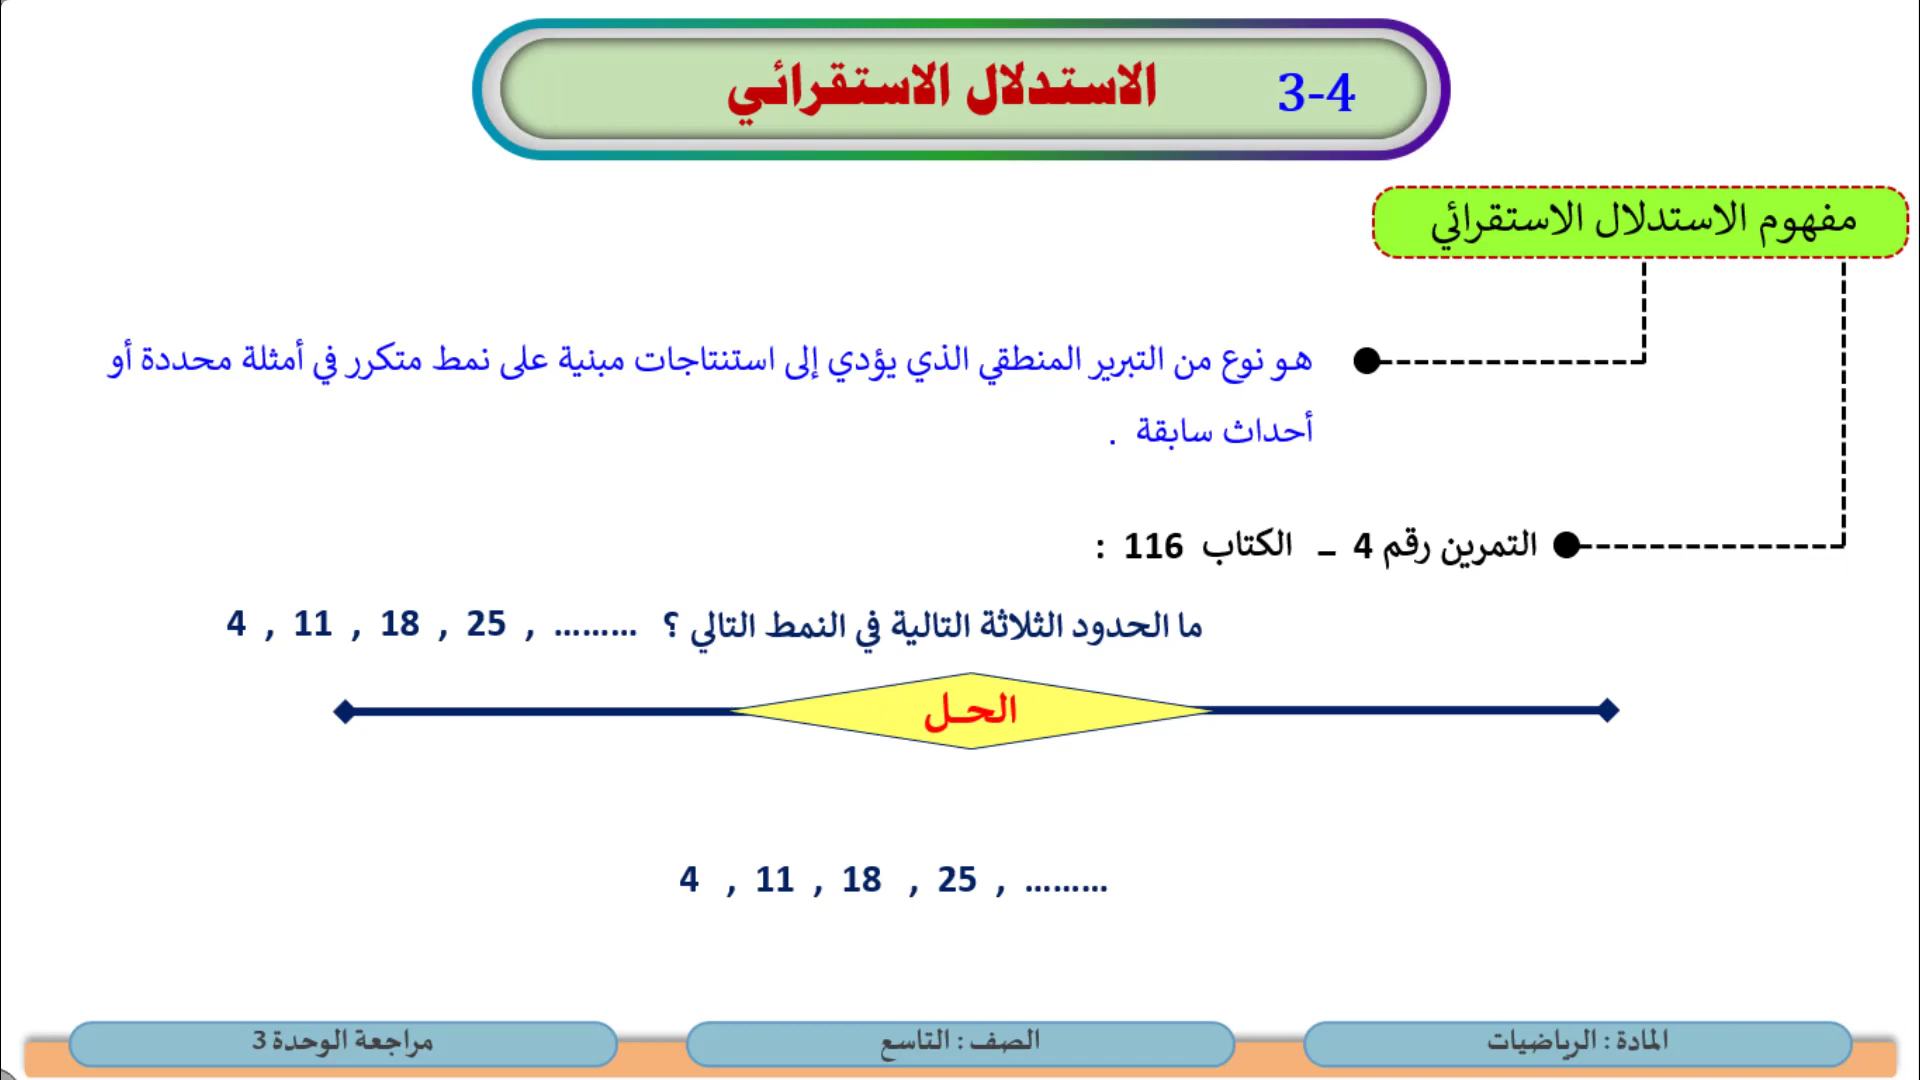 3-4 الاستدلال الاستقرائي
مفهوم الاستدلال الاستقرائي
هو نوع من التبرير المنطقي الذي يؤدي إلى استنتاجات مبنية على نمط متكرر في أمثلة محددة أو
أحداث سابقة .
التمرين رقم 4 – الكتاب 116 :
ما الحدود الثلاثة التالية في النمط التالي ؟ 4 , 11 , 18 , 25 , .........
الحـل
4 , 11 , 18 , 25 , .........
المادة : الرياضيات
الصف : التاسع
مراجعة الوحدة 3